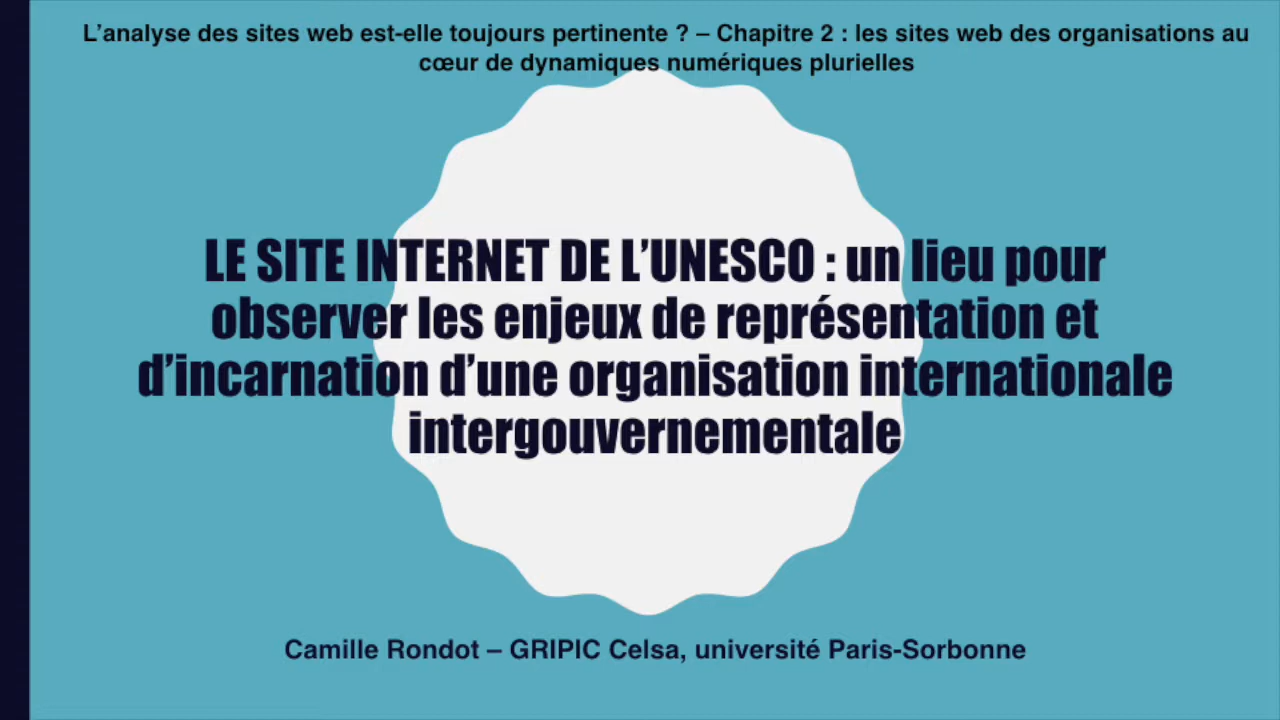 L’analyse des sites web est-elle toujours pertinente ? – Chapitre 2 : les sites web des organisations au
cœur de dynamiques numériques plurielles
LE SITE INTERNET DE L’UNESCO : un lieu pour
observer les enjeux de représentation et
d’incarnation d’une organisation internationale
intergouvernementale
Camille Rondot – GRIPIC Celsa, université Paris-Sorbonne